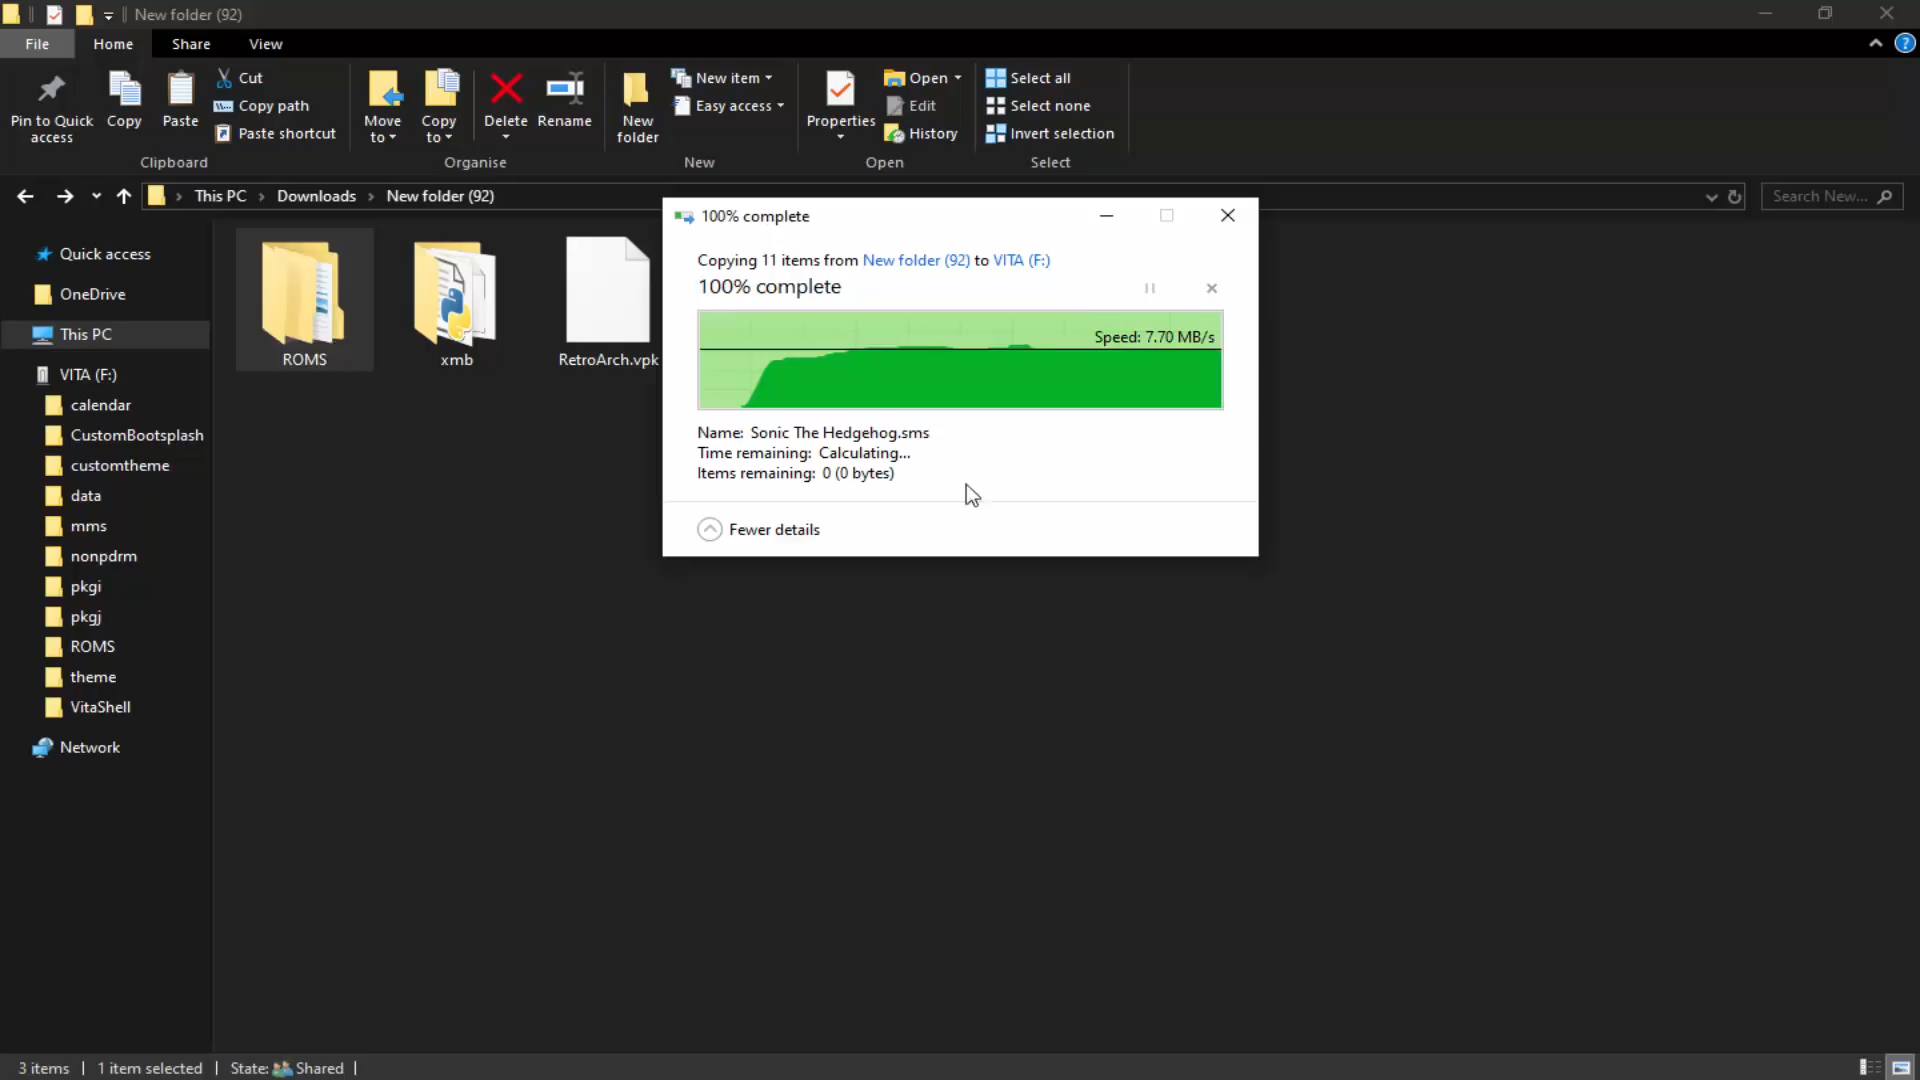 New folder (92)
File Home Share View
Pin to Quick access
Copy
Paste
Cut
Copy path
Paste shortcut
Clipboard
Move to
Copy to
Delete
Rename
Organise
New folder
New item
Easy access
New
Properties
Open
Edit
History
Open
Select all
Select none
Invert selection
Select
This PC > Downloads > New folder (92)
Search New...
Quick access
OneDrive
This PC
VITA (F:)
calendar
CustomBootsplash
customtheme
data
mms
nonpdrm
pkgi
pkgj
ROMS
theme
VitaShell
Network
ROMS
xmb
RetroArch.vpk
100% complete
Copying 11 items from New folder (92) to VITA (F:)
100% complete
Speed: 7.70 MB/s
Name: Sonic The Hedgehog.sms
Time remaining: Calculating...
Items remaining: 0 (0 bytes)
Fewer details
3 items | 1 item selected | State: Shared |